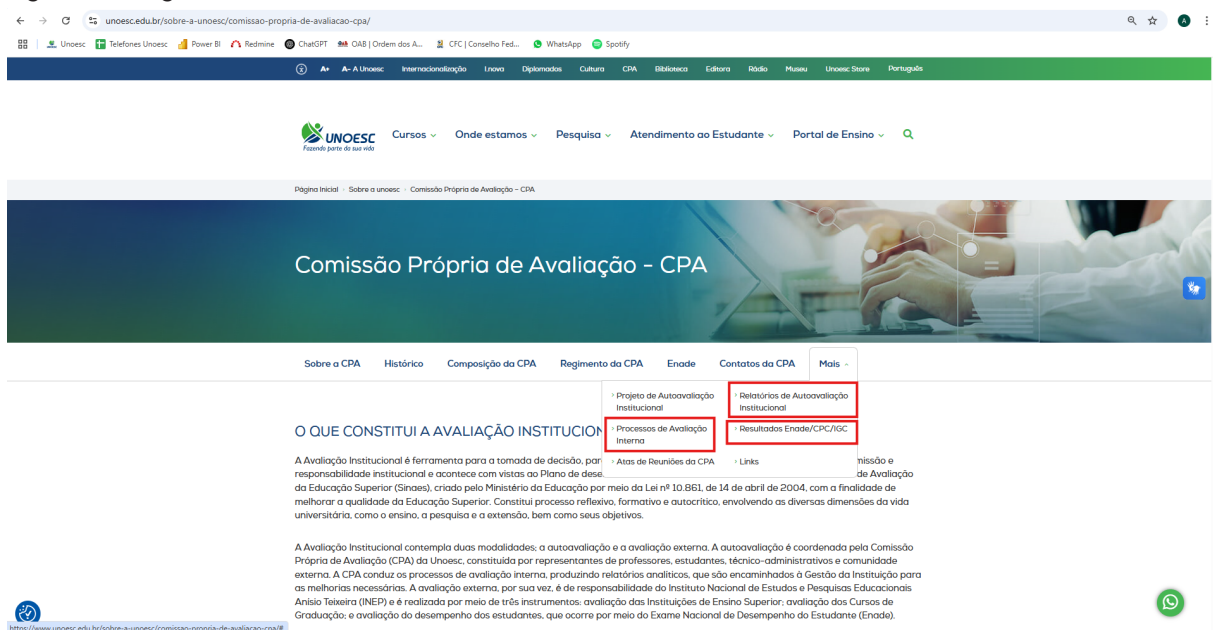 unoesc.edu.br/sobre-a-unoesc/comissao-propria-de-avaliacao-cpa/
A
Unoesc Telefones Unoesc Power BI Redmine ChatGPT OAB | Ordem dos A... CFC | Conselho Fed... WhatsApp Spotify
A+ A- A Unoesc Internacionalização I.nova Diplomados Cultura CPA Biblioteca Editora Rádio Museu Unoesc Store Português
UNOESC
Fazendo parte da sua vida
Cursos Onde estamos Pesquisa Atendimento ao Estudante Portal de Ensino
Página Inicial Sobre a unoesc Comissão Própria de Avaliação – CPA
Comissão Própria de Avaliação - CPA
Sobre a CPA Histórico Composição da CPA Regimento da CPA Enade Contatos da CPA Mais
Projeto de Autoavaliação Institucional
Relatórios de Autoavaliação Institucional
Processos de Avaliação Interna
Resultados Enade/CPC/IGC
Atas de Reuniões da CPA
Links
O QUE CONSTITUI A AVALIAÇÃO INSTITUCION
A Avaliação Institucional é ferramenta para a tomada de decisão, par missão e
responsabilidade institucional e acontece com vistas ao Plano de dese de Avaliação
da Educação Superior (Sinaes), criado pelo Ministério da Educação por meio da Lei nº 10.861, de 14 de abril de 2004, com a finalidade de
melhorar a qualidade da Educação Superior. Constitui processo reflexivo, formativo e autocrítico, envolvendo as diversas dimensões da vida
universitária, como o ensino, a pesquisa e a extensão, bem como seus objetivos.
A Avaliação Institucional contempla duas modalidades; a autoavaliação e a avaliação externa. A autoavaliação é coordenada pela Comissão
Própria de Avaliação (CPA) da Unoesc, constituída por representantes de professores, estudantes, técnico-administrativos e comunidade
externa. A CPA conduz os processos de avaliação interna, produzindo relatórios analíticos, que são encaminhados à Gestão da Instituição para
as melhorias necessárias. A avaliação externa, por sua vez, é de responsabilidade do Instituto Nacional de Estudos e Pesquisas Educacionais
Anisio Teixeira (INEP) e é realizada por meio de três instrumentos: avaliação das Instituições de Ensino Superior; avaliação dos Cursos de
Graduação; e avaliação do desempenho dos estudantes, que ocorre por meio do Exame Nacional de Desempenho do Estudante (Enade).
https://www.unoesc.edu.br/sobre-a-unoesc/comissao-propria-de-avaliacao-cpa/#